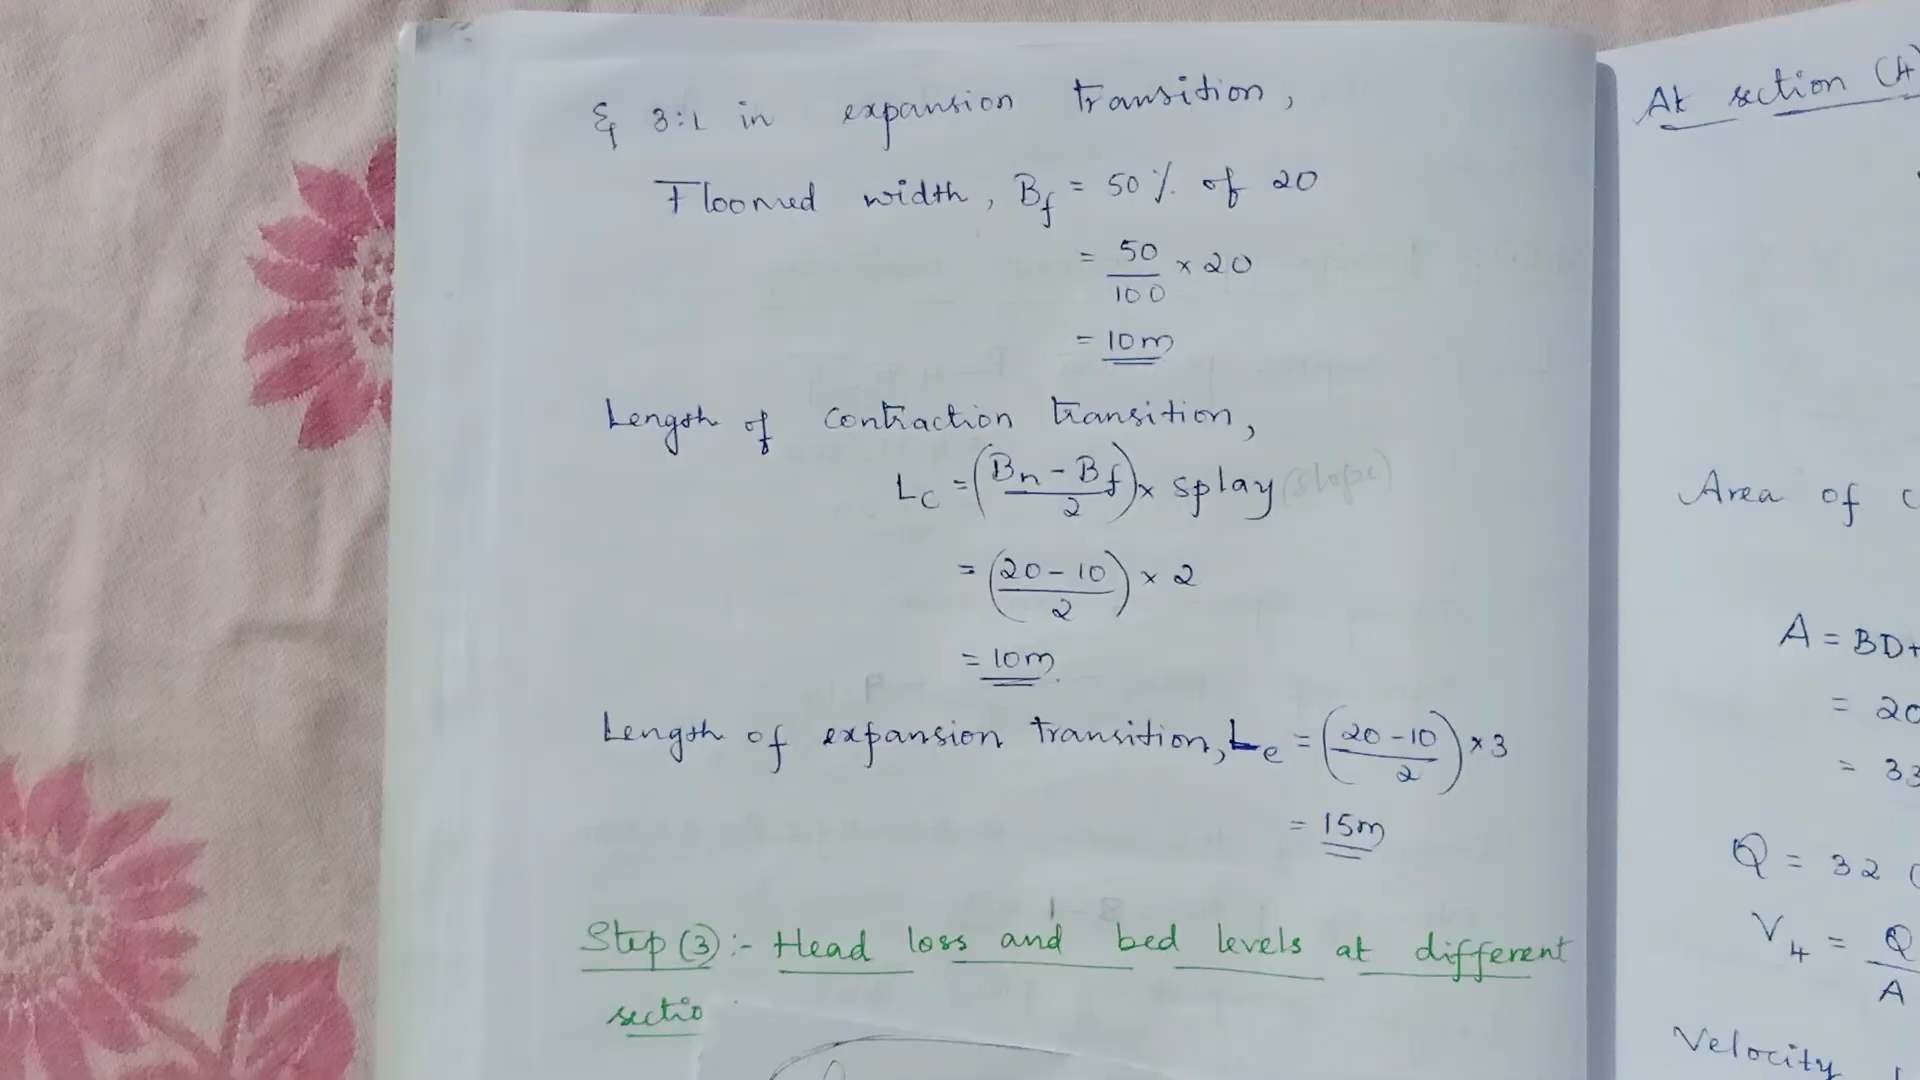 & 3:1 in expansion transition,
Floomed width, Bf = 50% of 20
= 50/100 × 20
= 10m
Length of contraction transition,
Lc = (Bn - Bf / 2) × splay (slope)
= (20 - 10 / 2) × 2
= 10m.
Length of expansion transition, Le = (20 - 10 / 2) × 3
= 15m
Step (3) :- Head loss and bed levels at different
sectio
At section (4)
Area of c
A = BD+
= 20
= 33
Q = 32
V4 = Q / A
Velocity